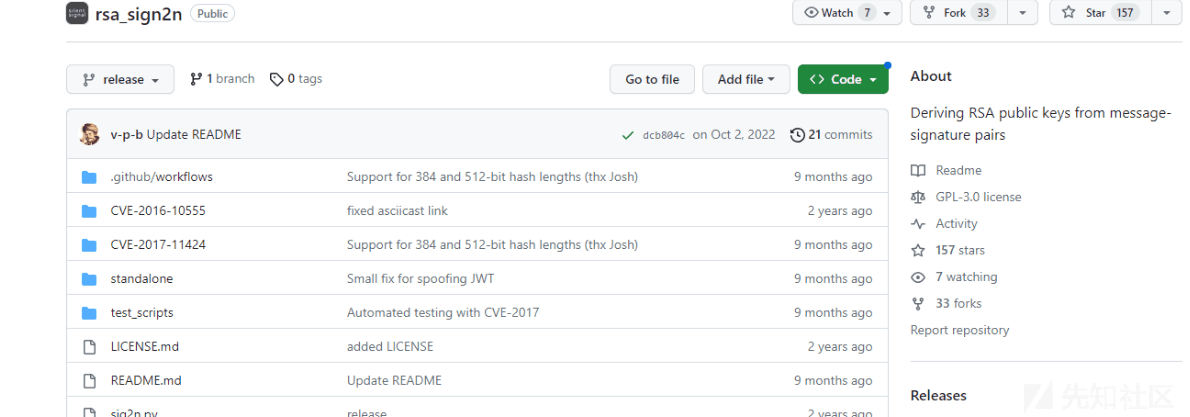 silent signal rsa_sign2n Public
Watch 7 Fork 33 Star 157
release 1 branch 0 tags Go to file Add file Code
v-p-b Update README dcb804c on Oct 2, 2022 21 commits
.github/workflows Support for 384 and 512-bit hash lengths (thx Josh) 9 months ago
CVE-2016-10555 fixed asciicast link 2 years ago
CVE-2017-11424 Support for 384 and 512-bit hash lengths (thx Josh) 9 months ago
standalone Small fix for spoofing JWT 9 months ago
test_scripts Automated testing with CVE-2017 9 months ago
LICENSE.md added LICENSE 2 years ago
README.md Update README 9 months ago
sig2n.py release 2 years ago
About
Deriving RSA public keys from message-
signature pairs
Readme
GPL-3.0 license
Activity
157 stars
7 watching
33 forks
Report repository
Releases
先知社区